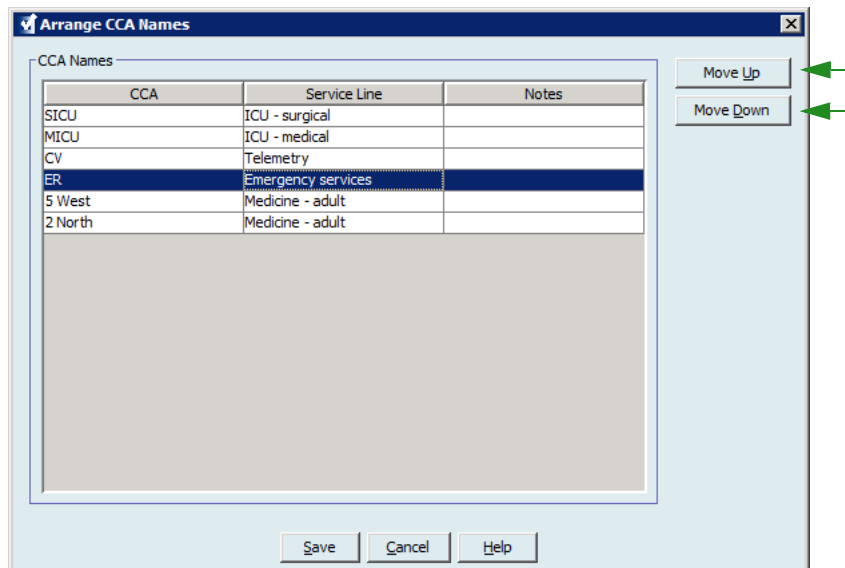 Arrange CCA Names
CCA Names
CCA Service Line Notes
SICU ICU - surgical
MICU ICU - medical
CV Telemetry
ER Emergency services
5 West Medicine - adult
2 North Medicine - adult
Move Up
Move Down
Save Cancel Help